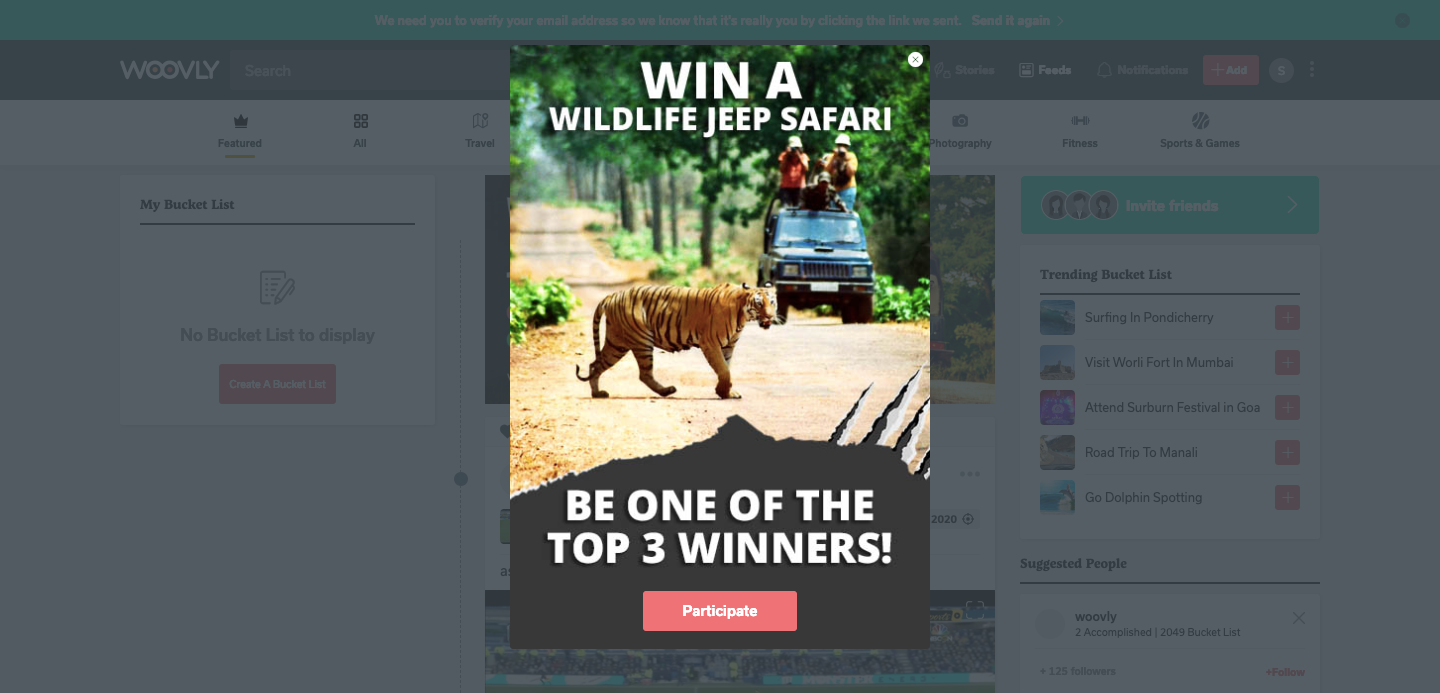 We need you to verify your email address so we know that it's really you by clicking the link we sent. Send it again
WOOVLY
Search
Stories
Feeds
Notifications
Add
S
Featured
All
Travel
Photography
Fitness
Sports & Games
My Bucket List
No Bucket List to display
Create A Bucket List
WIN A
WILDLIFE JEEP SAFARI
BE ONE OF THE
TOP 3 WINNERS!
Participate
2020
as
Invite friends
Trending Bucket List
Surfing In Pondicherry
Visit Worli Fort In Mumbai
Attend Surburn Festival in Goa
Road Trip To Manali
Go Dolphin Spotting
Suggested People
woovly
2 Accomplished | 2049 Bucket List
+ 125 followers
+Follow